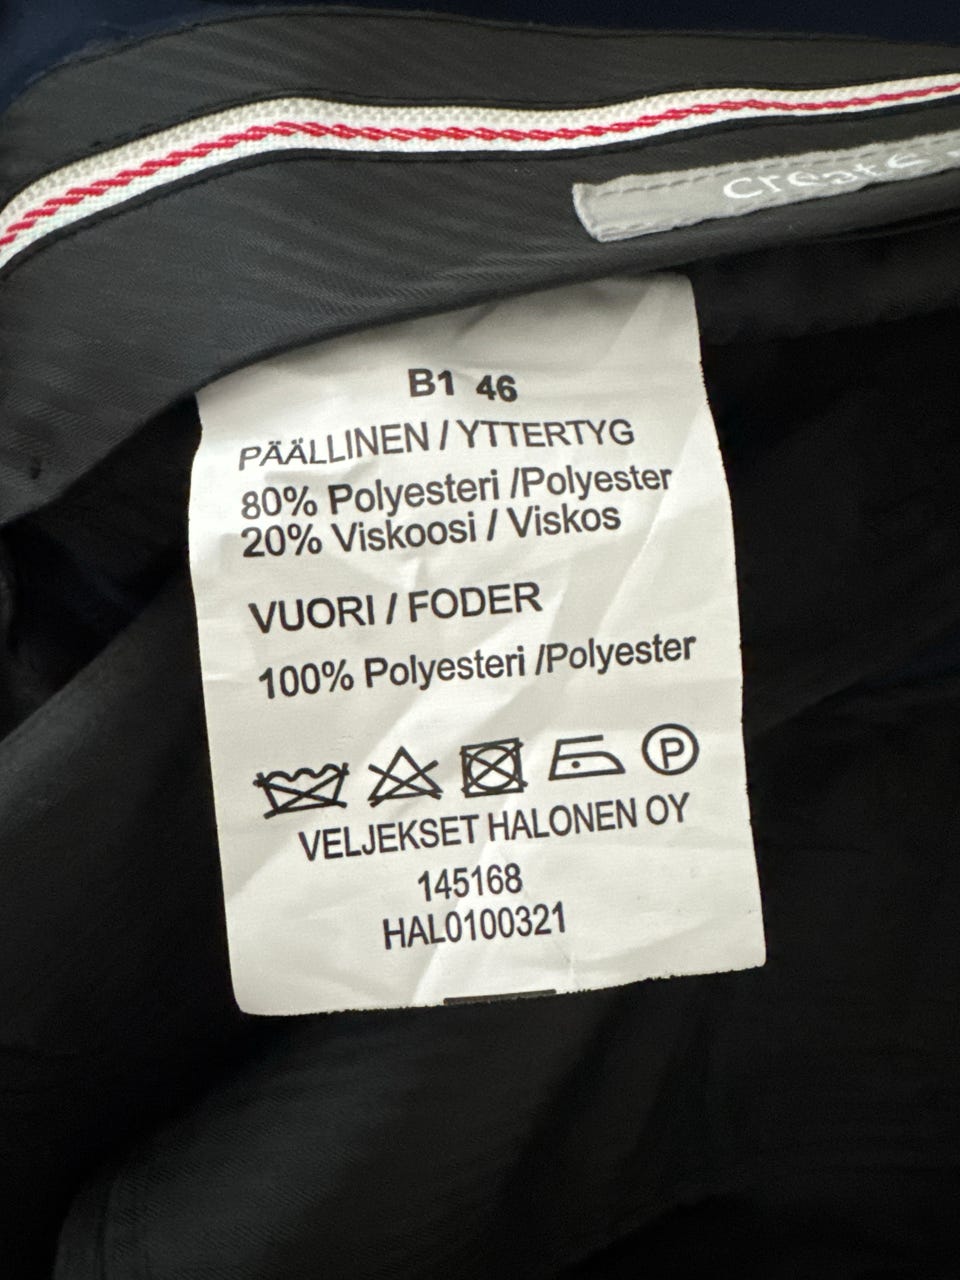 create
B1 46
PÄÄLLINEN / YTTERTYG
80% Polyesteri /Polyester
20% Viskoosi / Viskos
VUORI / FODER
100% Polyesteri /Polyester
P
VELJEKSET HALONEN OY
145168
HAL0100321